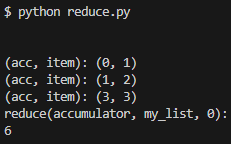 $ python reduce.py
(acc, item): (0, 1)
(acc, item): (1, 2)
(acc, item): (3, 3)
reduce(accumulator, my_list, 0):
6